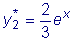 y₂* = 2/3 eˣ